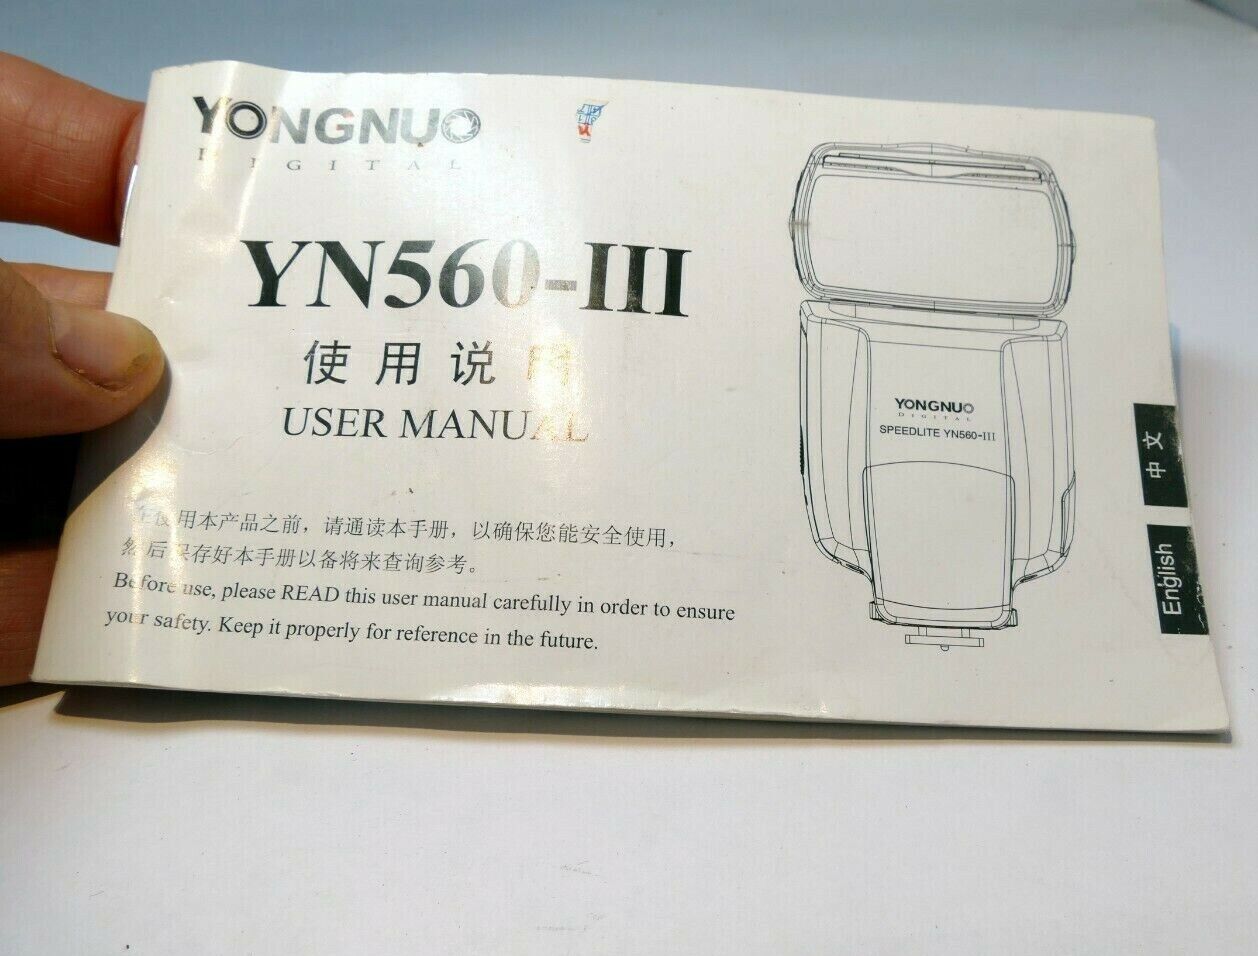 YONGNUO
DIGITAL
YN560-III
使用说明
USER MANUAL
在使用本产品之前，请通读本手册，以确保您能安全使用，
然后保存好本手册以备将来查询参考。
Before use, please READ this user manual carefully in order to ensure
your safety. Keep it properly for reference in the future.
YONGNUO
DIGITAL
SPEEDLITE YN560-III
中文
English